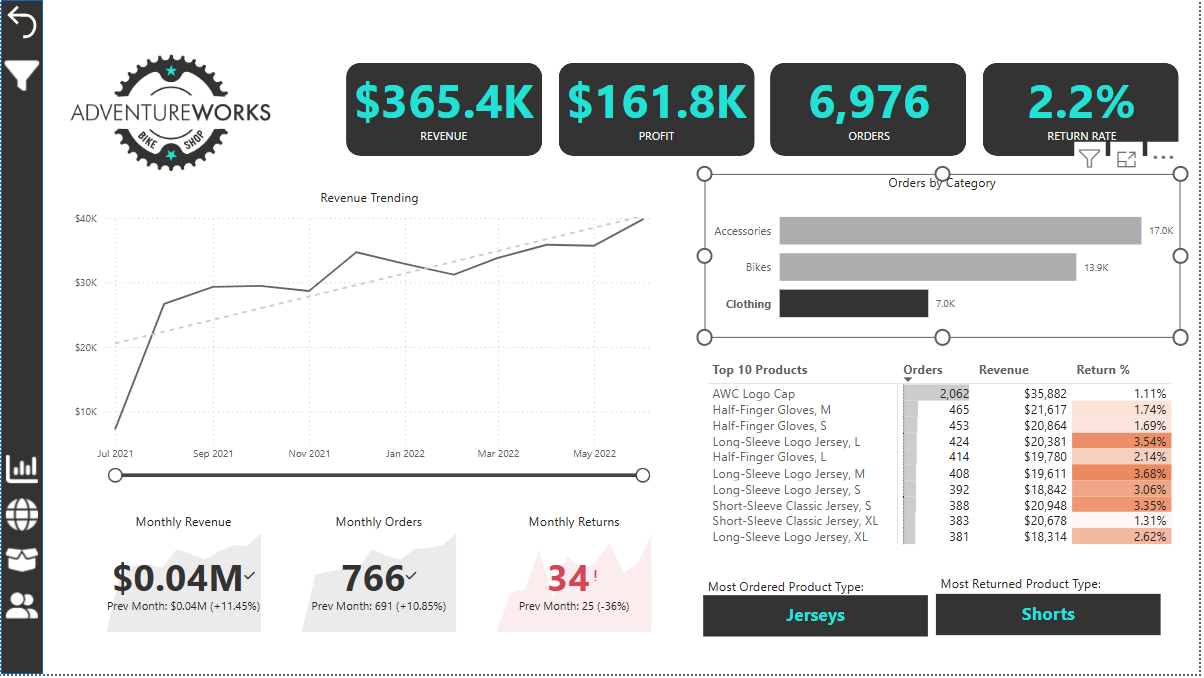 ADVENTUREWORKS
BIKE SHOP
$365.4K
REVENUE
$161.8K
PROFIT
6,976
ORDERS
2.2%
RETURN RATE
Revenue Trending
$40K
$30K
$20K
$10K
Jul 2021 Sep 2021 Nov 2021 Jan 2022 Mar 2022 May 2022
Orders by Category
Accessories 17.0K
Bikes 13.9K
Clothing 7.0K
Top 10 Products Orders Revenue Return %
AWC Logo Cap 2,062 $35,882 1.11%
Half-Finger Gloves, M 465 $21,617 1.74%
Half-Finger Gloves, S 453 $20,864 1.69%
Long-Sleeve Logo Jersey, L 424 $20,381 3.54%
Half-Finger Gloves, L 414 $19,780 2.14%
Long-Sleeve Logo Jersey, M 408 $19,611 3.68%
Long-Sleeve Logo Jersey, S 392 $18,842 3.06%
Short-Sleeve Classic Jersey, S 388 $20,948 3.35%
Short-Sleeve Classic Jersey, XL 383 $20,678 1.31%
Long-Sleeve Logo Jersey, XL 381 $18,314 2.62%
Monthly Revenue
$0.04M
Prev Month: $0.04M (+11.45%)
Monthly Orders
766
Prev Month: 691 (+10.85%)
Monthly Returns
34!
Prev Month: 25 (-36%)
Most Ordered Product Type:
Jerseys
Most Returned Product Type:
Shorts